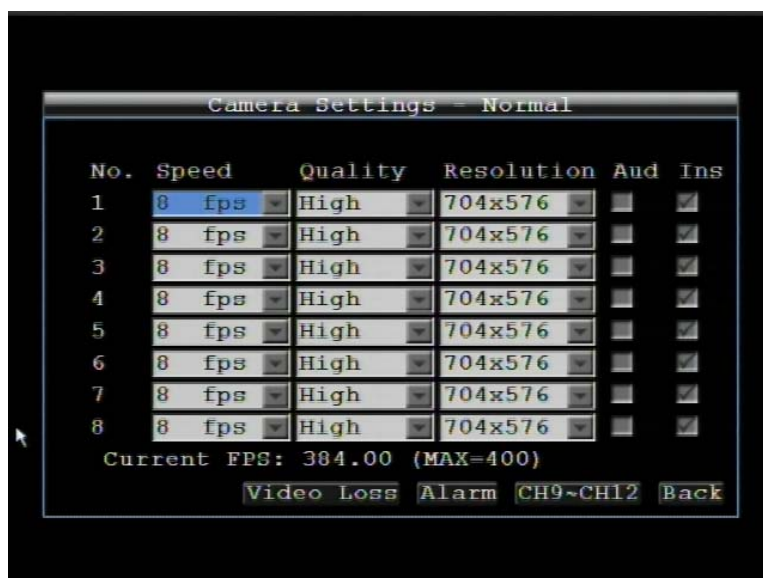 Camera Settings - Normal
No. Speed Quality Resolution Aud Ins
1 8 fps High 704x576
2 8 fps High 704x576
3 8 fps High 704x576
4 8 fps High 704x576
5 8 fps High 704x576
6 8 fps High 704x576
7 8 fps High 704x576
8 8 fps High 704x576
Current FPS: 384.00 (MAX=400)
Video Loss Alarm CH9~CH12 Back